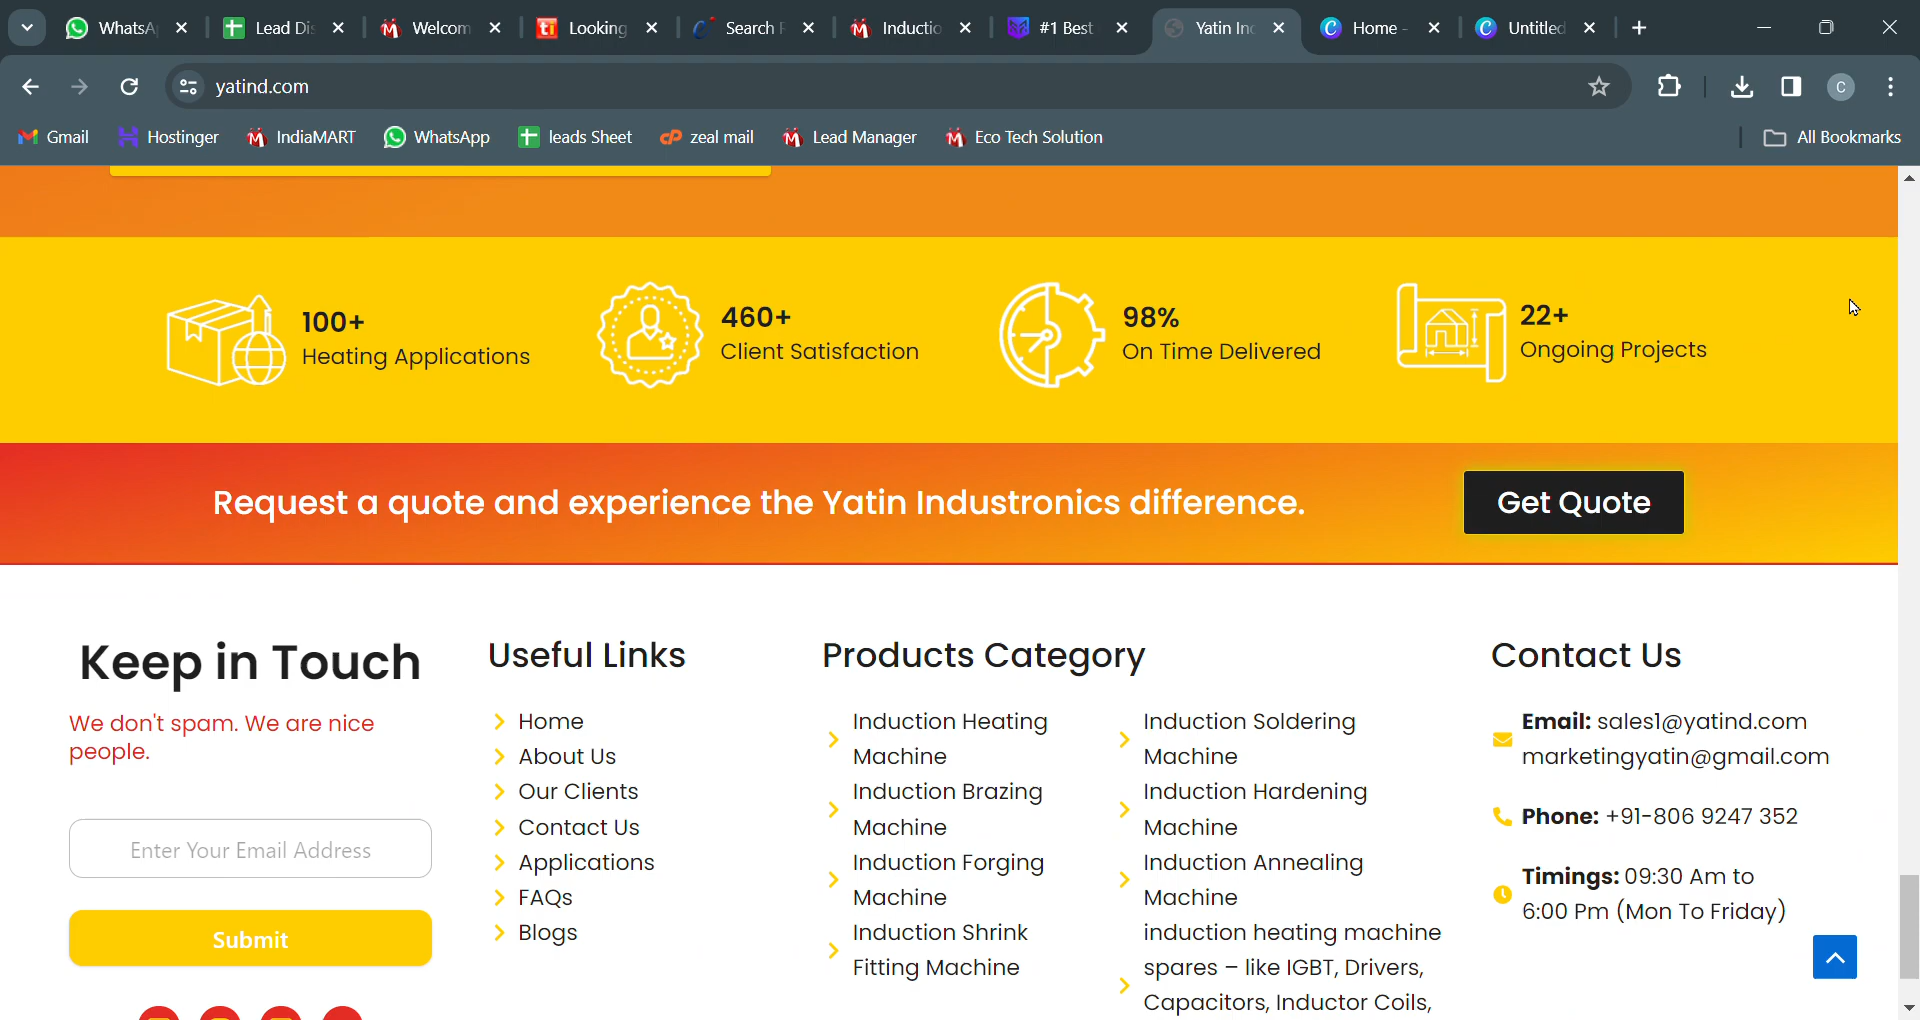 WhatsA
Lead Di
Welcom
Looking
Search
Inductio
#1 Best
Yatin In
Home -
Untitled
yatind.com
C
Gmail
Hostinger
IndiaMART
WhatsApp
leads Sheet
zeal mail
Lead Manager
Eco Tech Solution
All Bookmarks
100+
Heating Applications
460+
Client Satisfaction
98%
On Time Delivered
22+
Ongoing Projects
Request a quote and experience the Yatin Industronics difference.
Get Quote
Keep in Touch
We don't spam. We are nice
people.
Enter Your Email Address
Submit
Useful Links
Home
About Us
Our Clients
Contact Us
Applications
FAQs
Blogs
Products Category
Induction Heating
Machine
Induction Brazing
Machine
Induction Forging
Machine
Induction Shrink
Fitting Machine
Induction Soldering
Machine
Induction Hardening
Machine
Induction Annealing
Machine
induction heating machine
spares – like IGBT, Drivers,
Capacitors, Inductor Coils,
Contact Us
Email: sales1@yatind.com
marketingyatin@gmail.com
Phone: +91-806 9247 352
Timings: 09:30 Am to
6:00 Pm (Mon To Friday)